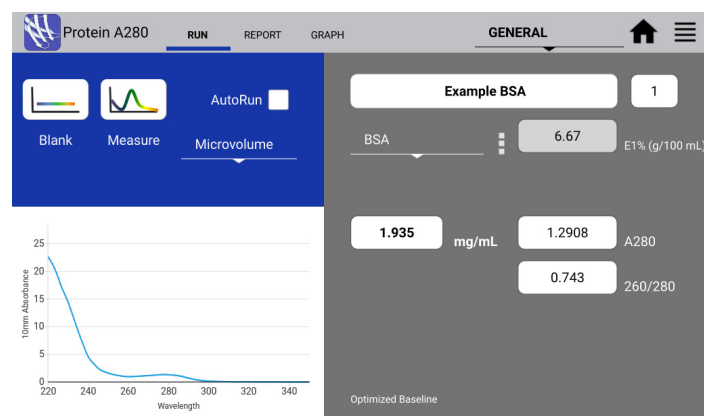 Protein A280 RUN REPORT GRAPH GENERAL
AutoRun
Blank Measure Microvolume
Example BSA 1
BSA 6.67 E1% (g/100 mL)
1.935 mg/mL 1.2908 A280
0.743 260/280
Optimized Baseline
10mm Absorbance
25
20
15
10
5
0
220 240 260 280 300 320 340
Wavelength